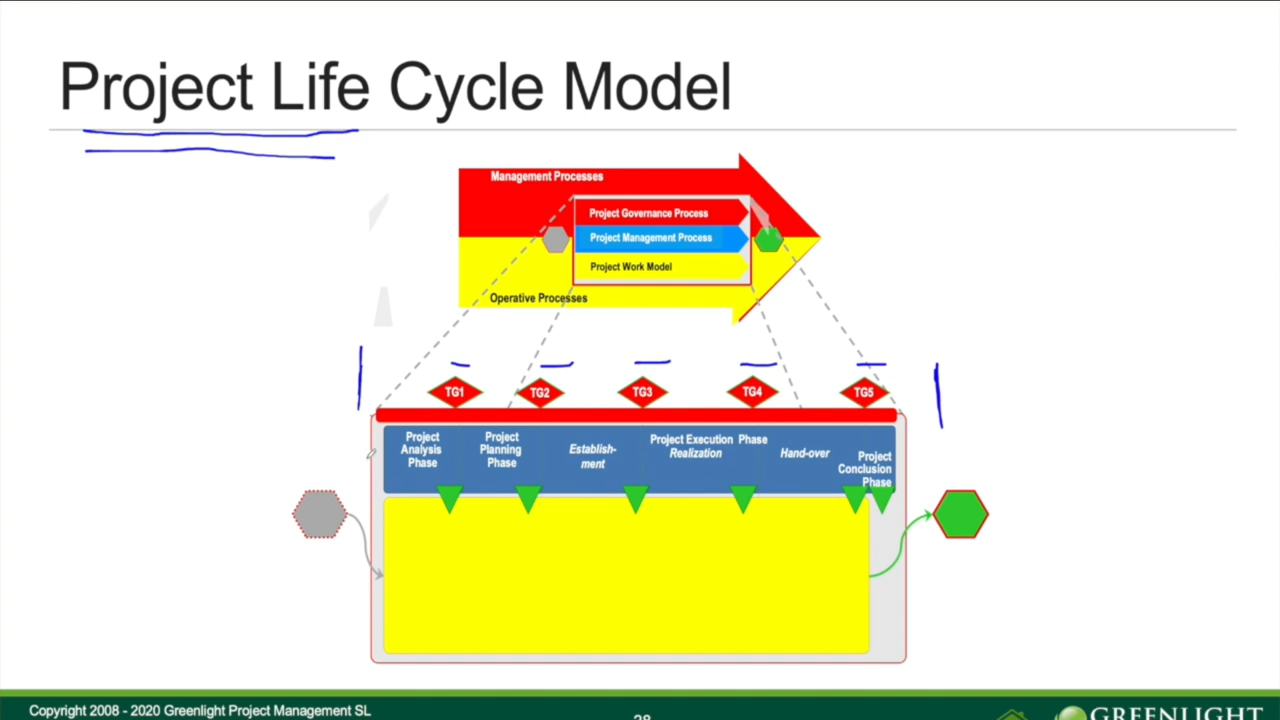 Project Life Cycle Model
Management Processes
Project Governance Process
Project Management Process
Project Work Model
Operative Processes
TG1
TG2
TG3
TG4
TG5
Project
Analysis
Phase
Project
Planning
Phase
Establish-
ment
Project Execution Phase
Realization
Hand-over
Project
Conclusion
Phase
Copyright 2008 - 2020 Greenlight Project Management SL
28
GREENLIGHT